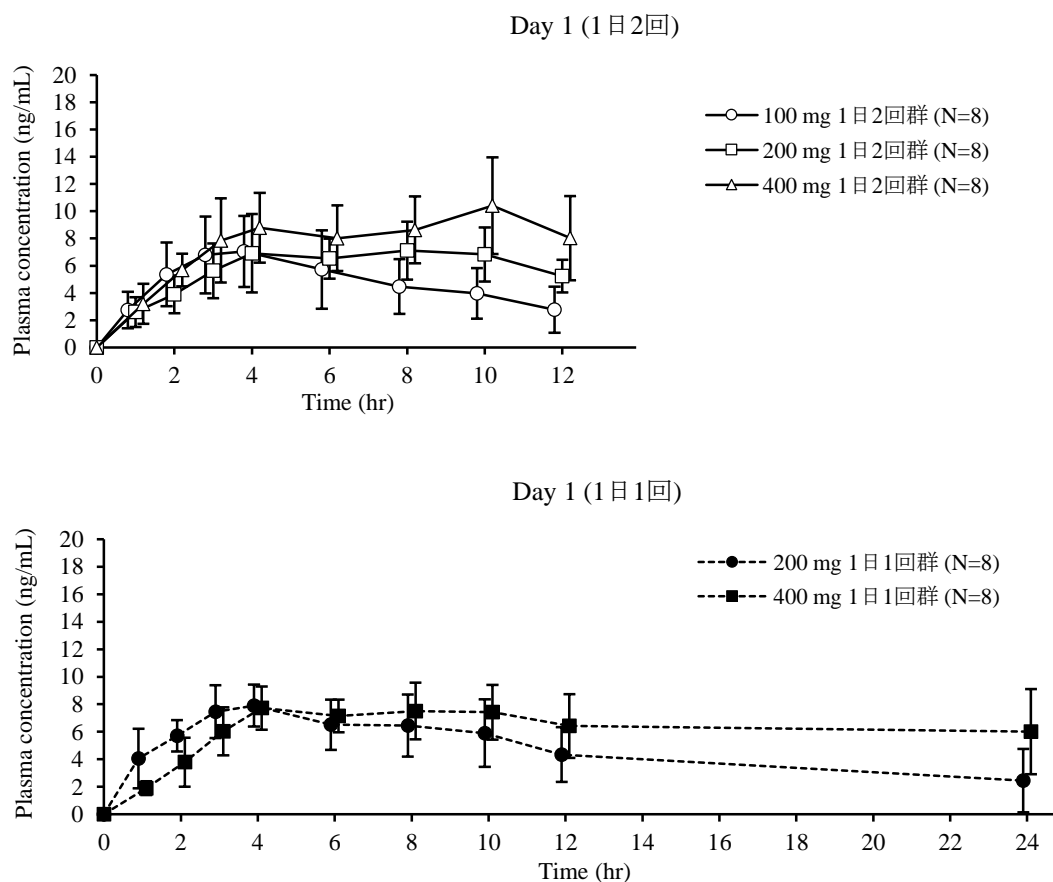 Day 1 (1日2回)
Plasma concentration (ng/mL)
20
18
16
14
12
10
8
6
4
2
0
0 2 4 6 8 10 12
Time (hr)
100 mg 1日2回群 (N=8)
200 mg 1日2回群 (N=8)
400 mg 1日2回群 (N=8)
Day 1 (1日1回)
Plasma concentration (ng/mL)
20
18
16
14
12
10
8
6
4
2
0
0 2 4 6 8 10 12 14 16 18 20 22 24
Time (hr)
200 mg 1日1回群 (N=8)
400 mg 1日1回群 (N=8)